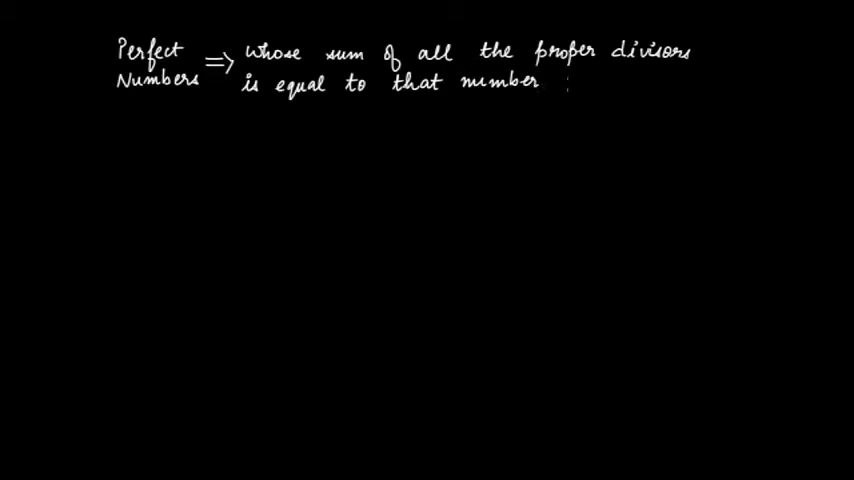 Perfect Numbers => whose sum of all the proper divisors
is equal to that number